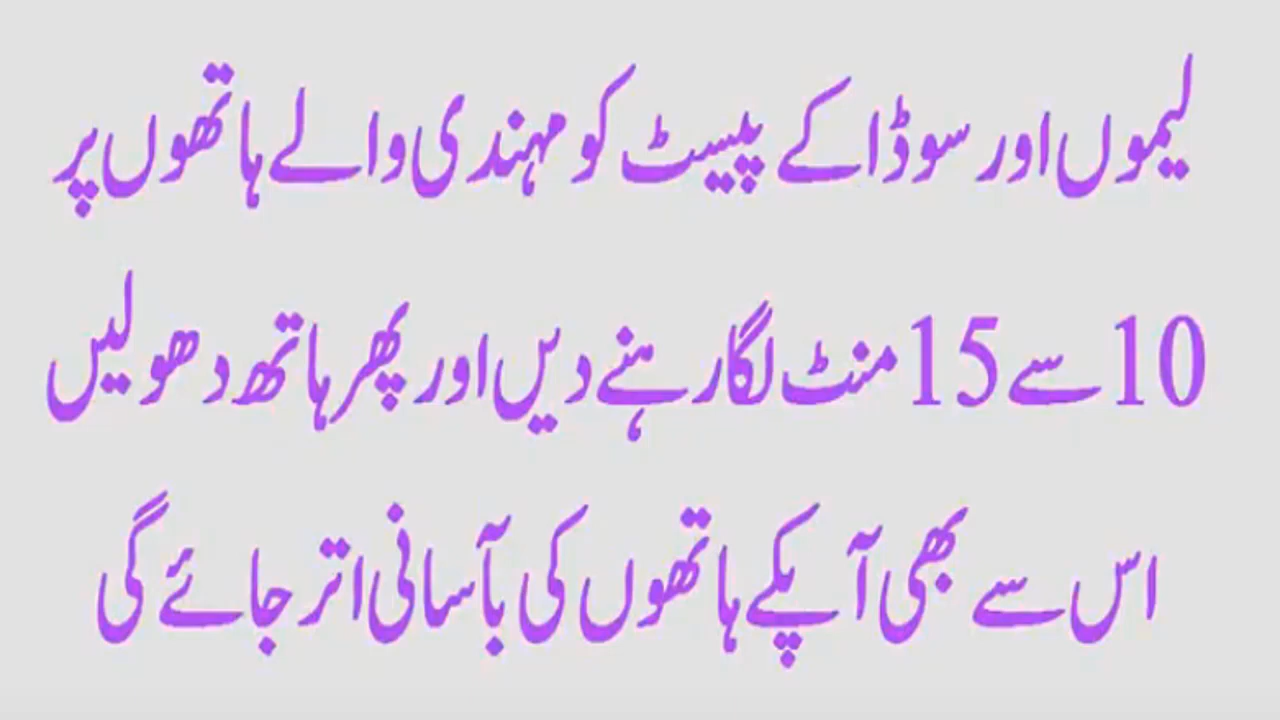 لیموں اور سوڈا کے پیسٹ کو مہندی والے ہاتھوں پر
10 سے 15 منٹ لگا رہنے دیں اور پھر ہاتھ دھو لیں
اس سے بھی آپکے ہاتھوں کی بآسانی اتر جائے گی